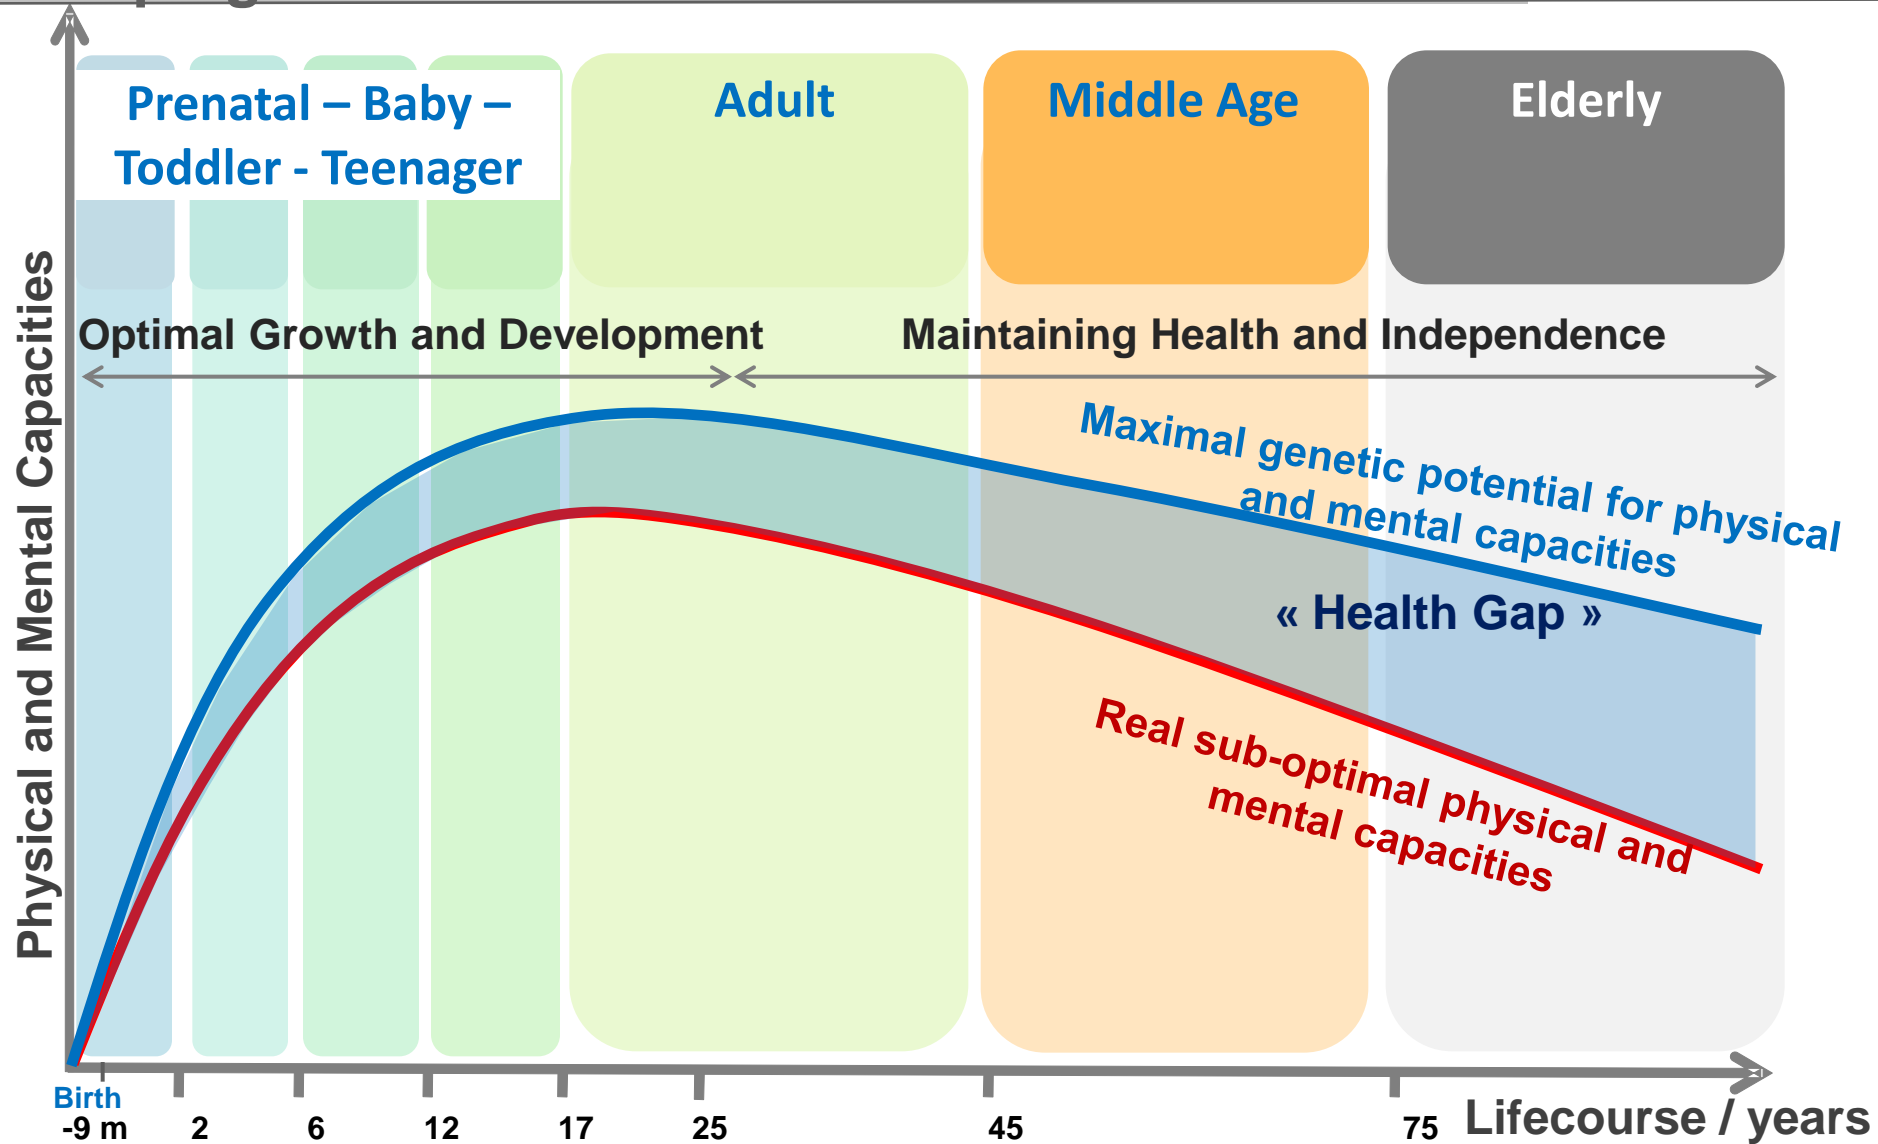 Prenatal – Baby –
Toddler - Teenager
Adult
Middle Age
Elderly
Optimal Growth and Development
Maintaining Health and Independence
Physical and Mental Capacities
Maximal genetic potential for physical
and mental capacities
« Health Gap »
Real sub-optimal physical and
mental capacities
Birth
-9 m
2
6
12
17
25
45
75
Lifecourse / years